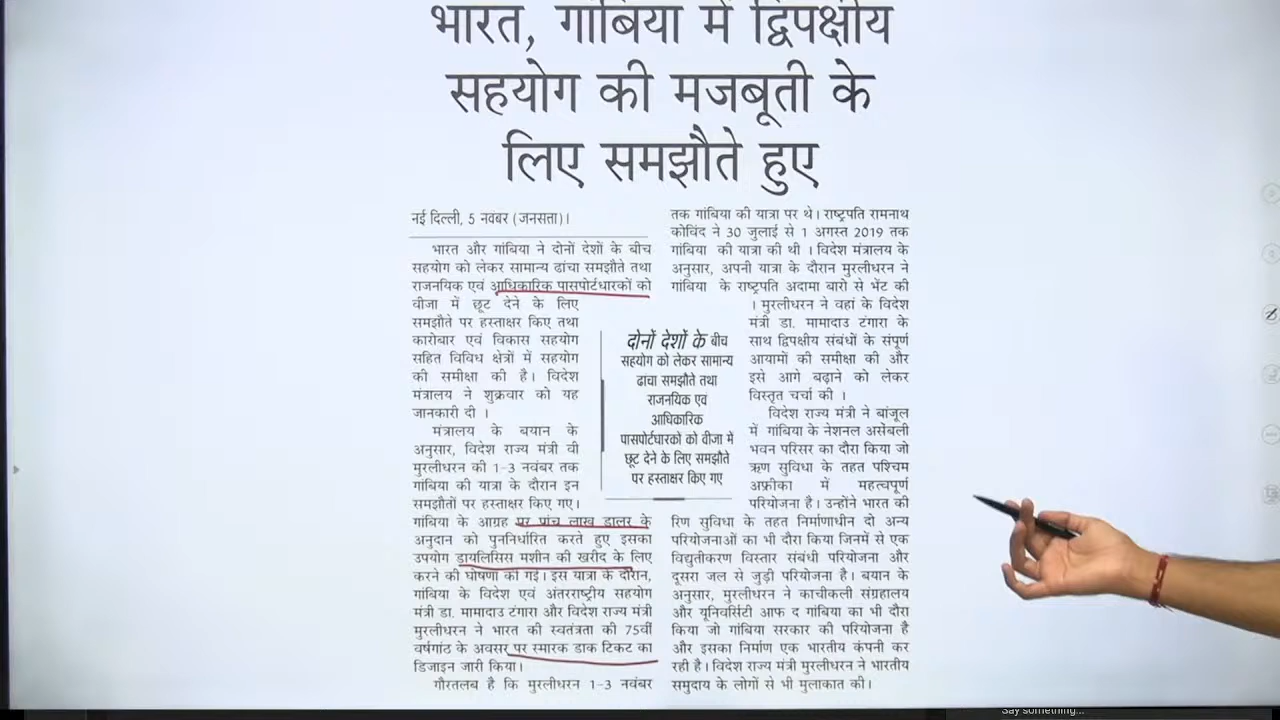 भारत, गांबिया में द्विपक्षीय
सहयोग की मजबूती के
लिए समझौते हुए
नई दिल्ली, 5 नवंबर (जनसत्ता)।
भारत और गांबिया ने दोनों देशों के बीच
सहयोग को लेकर सामान्य ढांचा समझौते तथा
राजनयिक एवं आधिकारिक पासपोर्टधारकों को
वीजा में छूट देने के लिए
समझौते पर हस्ताक्षर किए तथा
कारोबार एवं विकास सहयोग
सहित विविध क्षेत्रों में सहयोग
की समीक्षा की है। विदेश
मंत्रालय ने शुक्रवार को यह
जानकारी दी ।
मंत्रालय के बयान के
अनुसार, विदेश राज्य मंत्री वी
मुरलीधरन की 1-3 नवंबर तक
गांबिया की यात्रा के दौरान इन
समझौतों पर हस्ताक्षर किए गए।
गांबिया के आग्रह पर पांच लाख डालर के
अनुदान को पुननिर्धारित करते हुए इसका
उपयोग डायलिसिस मशीन की खरीद के लिए
करने की घोषणा की गई। इस यात्रा के दौरान,
गांबिया के विदेश एवं अंतरराष्ट्रीय सहयोग
मंत्री डा. मामादाउ टंगारा और विदेश राज्य मंत्री
मुरलीधरन ने भारत की स्वतंत्रता की 75वीं
वर्षगांठ के अवसर पर स्मारक डाक टिकट का
डिजाइन जारी किया।
गौरतलब है कि मुरलीधरन 1-3 नवंबर
दोनों देशों के बीच
सहयोग को लेकर सामान्य
ढांचा समझौते तथा
राजनयिक एवं
आधिकारिक
पासपोर्टधारकों को वीजा में
छूट देने के लिए समझौते
पर हस्ताक्षर किए गए
तक गांबिया की यात्रा पर थे। राष्ट्रपति रामनाथ
कोविंद ने 30 जुलाई से 1 अगस्त 2019 तक
गांबिया की यात्रा की थी । विदेश मंत्रालय के
अनुसार, अपनी यात्रा के दौरान मुरलीधरन ने
गांबिया के राष्ट्रपति अदामा बारो से भेंट की
। मुरलीधरन ने वहां के विदेश
मंत्री डा. मामादाउ टंगारा के
साथ द्विपक्षीय संबंधों के संपूर्ण
आयामों की समीक्षा की और
इसे आगे बढ़ाने को लेकर
विस्तृत चर्चा की ।
विदेश राज्य मंत्री ने बांजूल
में गांबिया के नेशनल असेंबली
भवन परिसर का दौरा किया जो
ऋण सुविधा के तहत पश्चिम
अफ्रीका में महत्वपूर्ण
परियोजना है। उन्होंने भारत की
रिण सुविधा के तहत निर्माणाधीन दो अन्य
परियोजनाओं का भी दौरा किया जिनमें से एक
विद्युतीकरण विस्तार संबंधी परियोजना और
दूसरा जल से जुड़ी परियोजना है। बयान के
अनुसार, मुरलीधरन ने काचीकली संग्रहालय
और यूनिवर्सिटी आफ द गांबिया का भी दौरा
किया जो गांबिया सरकार की परियोजना है
और इसका निर्माण एक भारतीय कंपनी कर
रही है। विदेश राज्य मंत्री मुरलीधरन ने भारतीय
समुदाय के लोगों से भी मुलाकात की।
Say something...